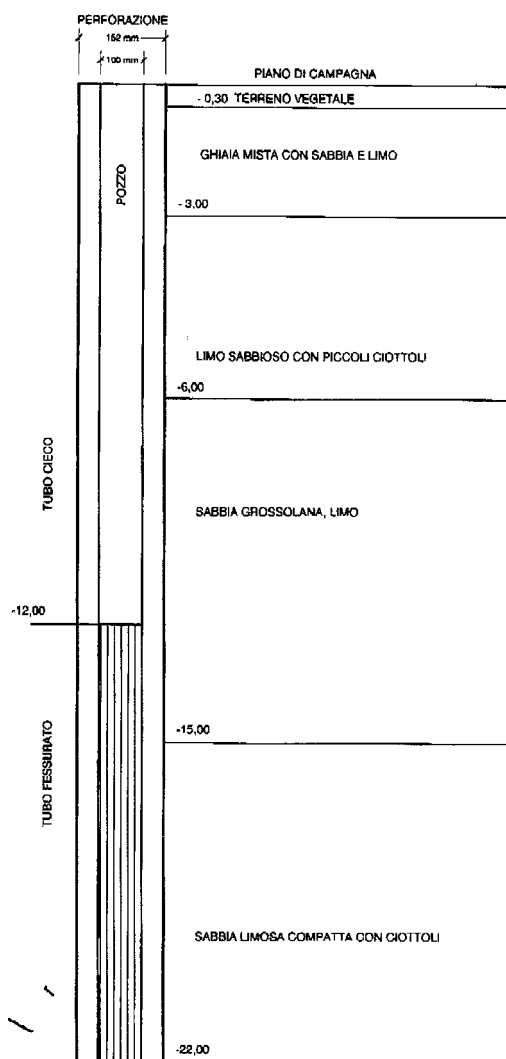 PERFORAZIONE
152 mm
100 mm
PIANO DI CAMPAGNA
- 0,30 TERRENO VEGETALE
GHIAIA MISTA CON SABBIA E LIMO
POZZO
- 3,00
LIMO SABBIOSO CON PICCOLI CIOTTOLI
-6,00
TUBO CIECO
SABBIA GROSSOLANA, LIMO
-12,00
-15,00
TUBO FESSURATO
SABBIA LIMOSA COMPATTA CON CIOTTOLI
-22,00